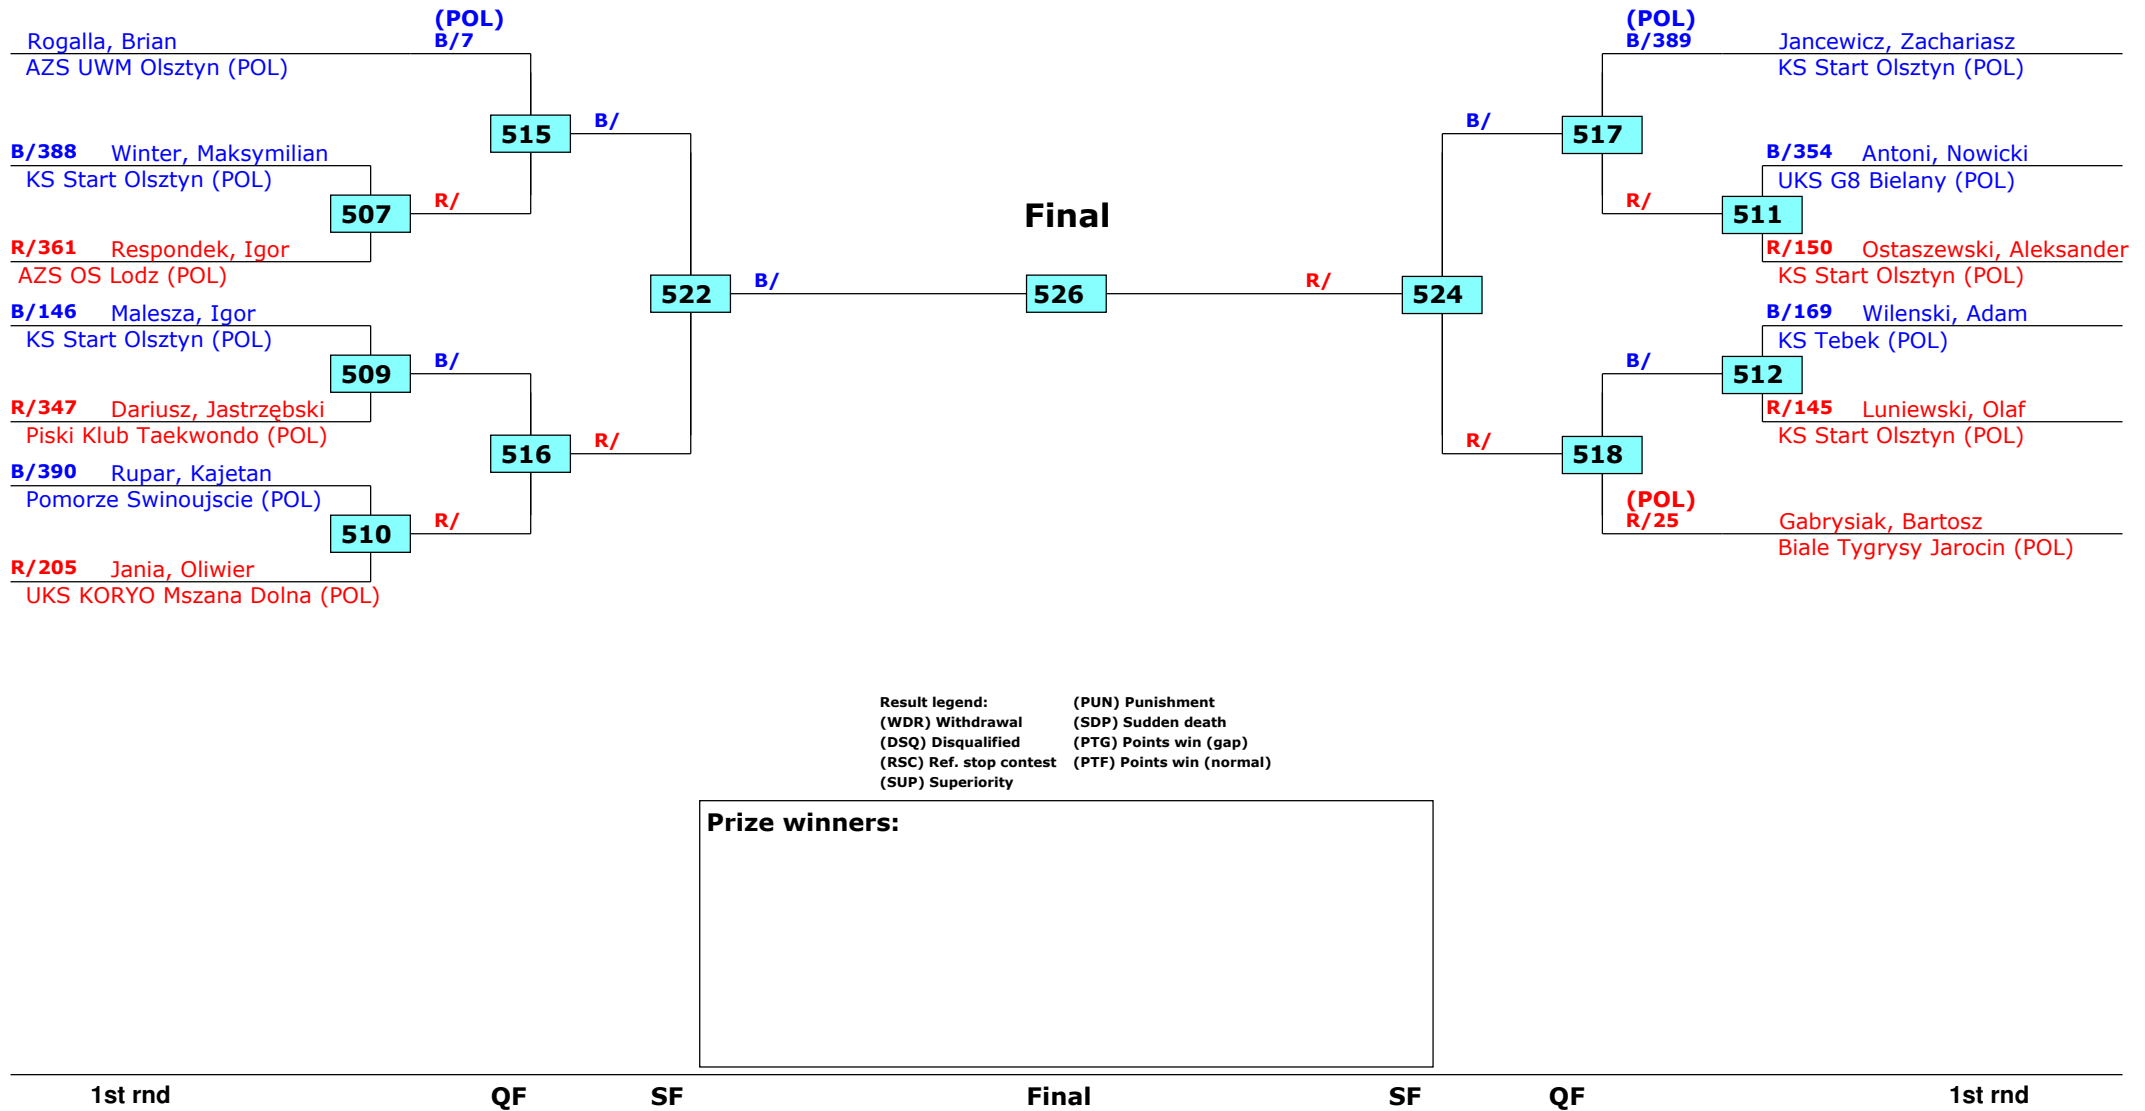 (POL)
Rogalla, Brian B/7
AZS UWM Olsztyn (POL)
515 B/
B/388 Winter, Maksymilian
KS Start Olsztyn (POL)
507 R/
R/361 Respondek, Igor
AZS OS Lodz (POL)
522 B/
B/146 Malesza, Igor
KS Start Olsztyn (POL)
509 B/
R/347 Dariusz, Jastrzębski
Piski Klub Taekwondo (POL)
516 R/
B/390 Rupar, Kajetan
Pomorze Swinoujscie (POL)
510 R/
R/205 Jania, Oliwier
UKS KORYO Mszana Dolna (POL)
Final
526
(POL)
B/389 Jancewicz, Zachariasz
KS Start Olsztyn (POL)
B/ 517
B/354 Antoni, Nowicki
UKS G8 Bielany (POL)
R/ 511
R/150 Ostaszewski, Aleksander
KS Start Olsztyn (POL)
R/ 524
B/169 Wilenski, Adam
KS Tebek (POL)
B/ 512
R/145 Luniewski, Olaf
KS Start Olsztyn (POL)
R/ 518
(POL)
R/25 Gabrysiak, Bartosz
Biale Tygrysy Jarocin (POL)
Result legend: (PUN) Punishment
(WDR) Withdrawal (SDP) Sudden death
(DSQ) Disqualified (PTG) Points win (gap)
(RSC) Ref. stop contest (PTF) Points win (normal)
(SUP) Superiority
Prize winners:
1st rnd QF SF Final SF QF 1st rnd